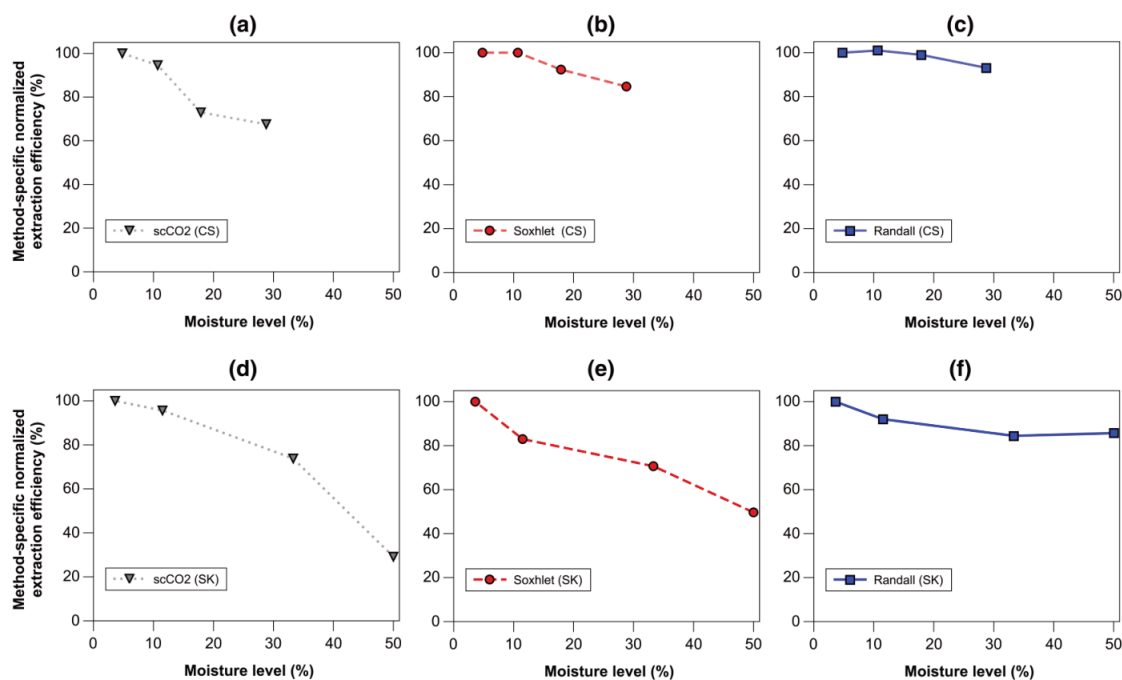 (a)
(b)
(c)
Method-specific normalized
extraction efficiency (%)
100
80
60
40
20
0
scCO2 (CS)
0 10 20 30 40 50
Moisture level (%)
100
80
60
40
20
0
Soxhlet (CS)
0 10 20 30 40 50
Moisture level (%)
100
80
60
40
20
0
Randall (CS)
0 10 20 30 40 50
Moisture level (%)
(d)
(e)
(f)
Method-specific normalized
extraction efficiency (%)
100
80
60
40
20
0
scCO2 (SK)
0 10 20 30 40 50
Moisture level (%)
100
80
60
40
20
0
Soxhlet (SK)
0 10 20 30 40 50
Moisture level (%)
100
80
60
40
20
0
Randall (SK)
0 10 20 30 40 50
Moisture level (%)